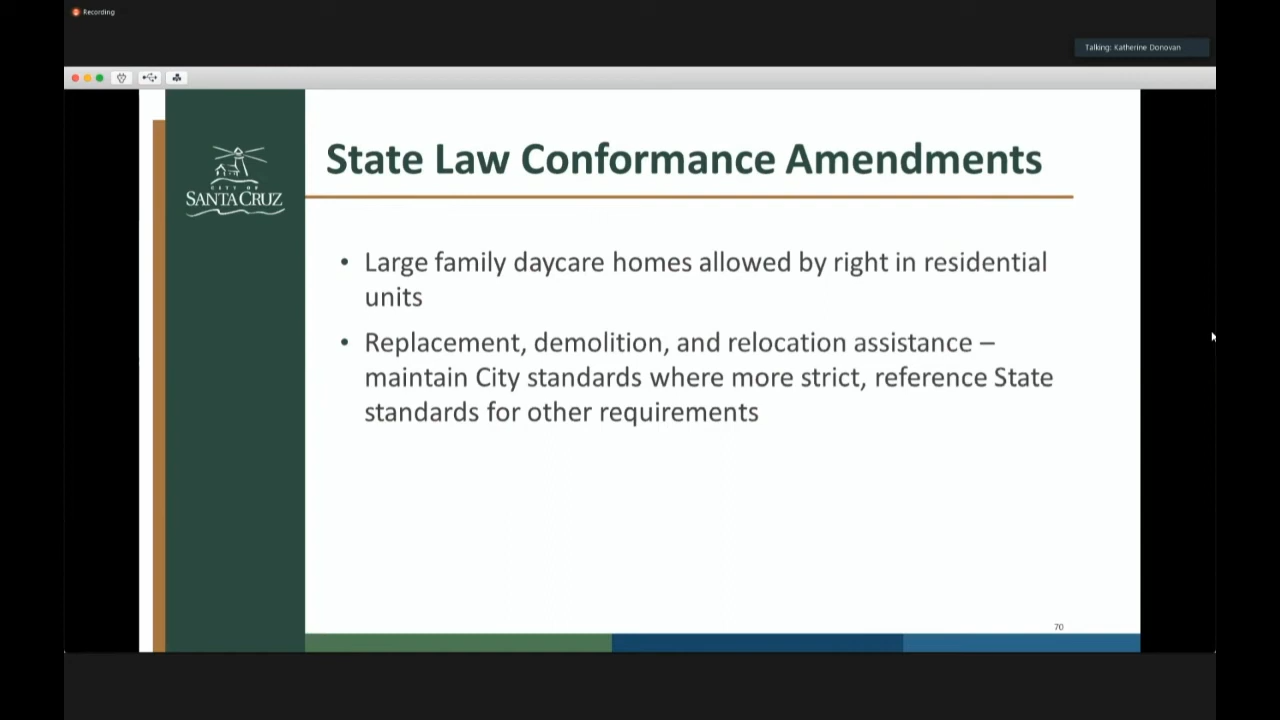 Recording
Talking: Katherine Donovan
State Law Conformance Amendments
CITY OF
SANTA CRUZ
• Large family daycare homes allowed by right in residential
units
• Replacement, demolition, and relocation assistance –
maintain City standards where more strict, reference State
standards for other requirements
70